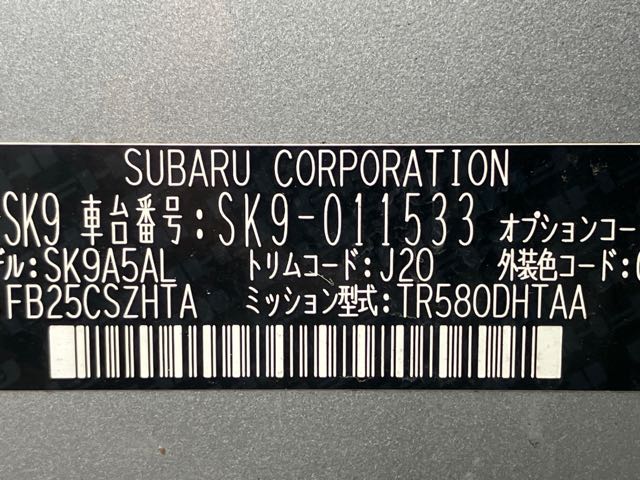 SUBARU CORPORATION
SK9 車台番号:SK9-011533 オプションコー
ル:SK9A5AL トリムコード:J20 外装色コード:
FB25CSZHTA ミッション型式:TR580DHTAA